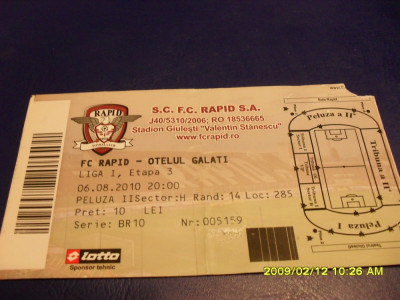 S.C. F.C. RAPID S.A.
J40/5310/2006; RO 18536665
Stadion Giulești "Valentin Stănescu"
www.fcrapid.ro
RAPID
FC RAPID - OTELUL GALATI
LIGA I, Etapa 3
06.08.2010 20:00
PELUZA II Sector:H Rand: 14 Loc: 285
Pret: 10 LEI
Serie: BR10 Nr:005159
lotto
Sponsor tehnic
Peluza a II
Tribuna a II
Peluza I
2009/02/12 10:26 AM